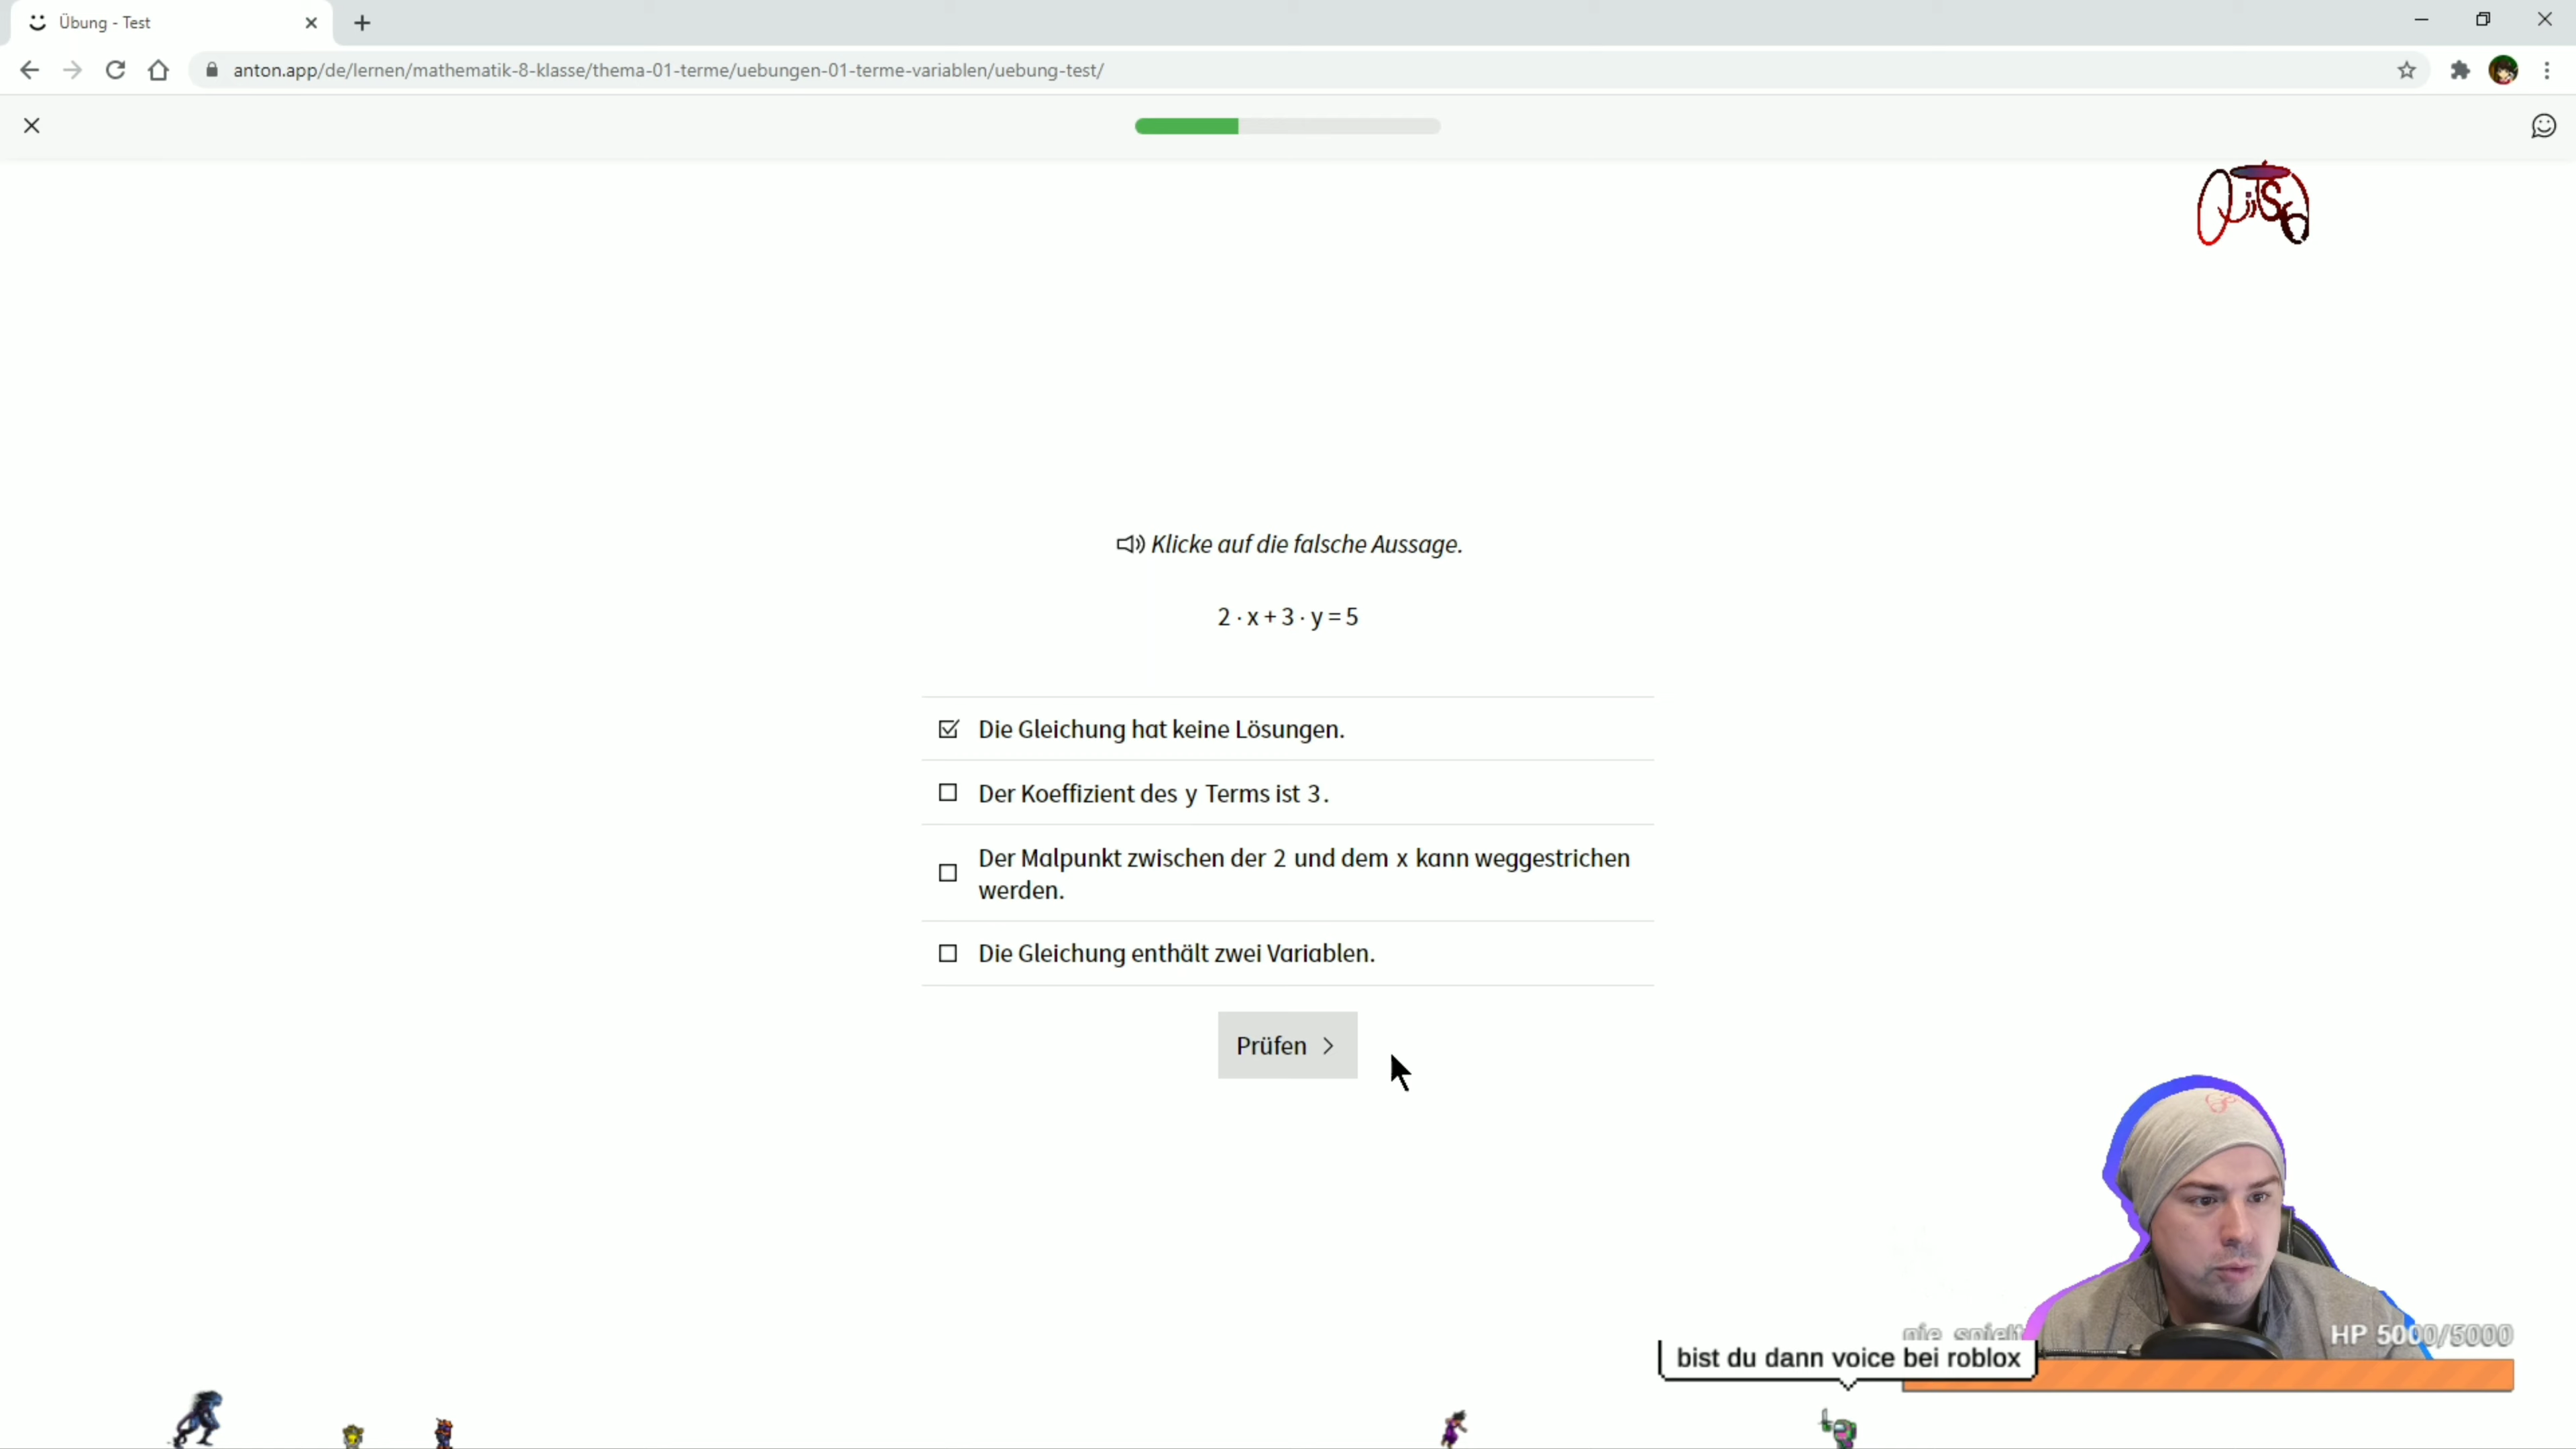 Übung - Test
anton.app/de/lernen/mathematik-8-klasse/thema-01-terme/uebungen-01-terme-variablen/uebung-test/
Klicke auf die falsche Aussage.
2 · x + 3 · y = 5
Die Gleichung hat keine Lösungen.
Der Koeffizient des y Terms ist 3.
Der Malpunkt zwischen der 2 und dem x kann weggestrichen
werden.
Die Gleichung enthält zwei Variablen.
Prüfen
HP 5000/5000
bist du dann voice bei roblox